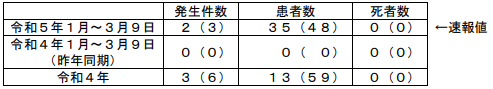 発生件数 患者数 死者数
令和５年１月～３月９日 ２（３） ３５（４８） ０（０） ←速報値
令和４年１月～３月９日
（昨年同期） ０（０） ０（　０） ０（０）
令和４年 ３（６） １３（５９） ０（０）